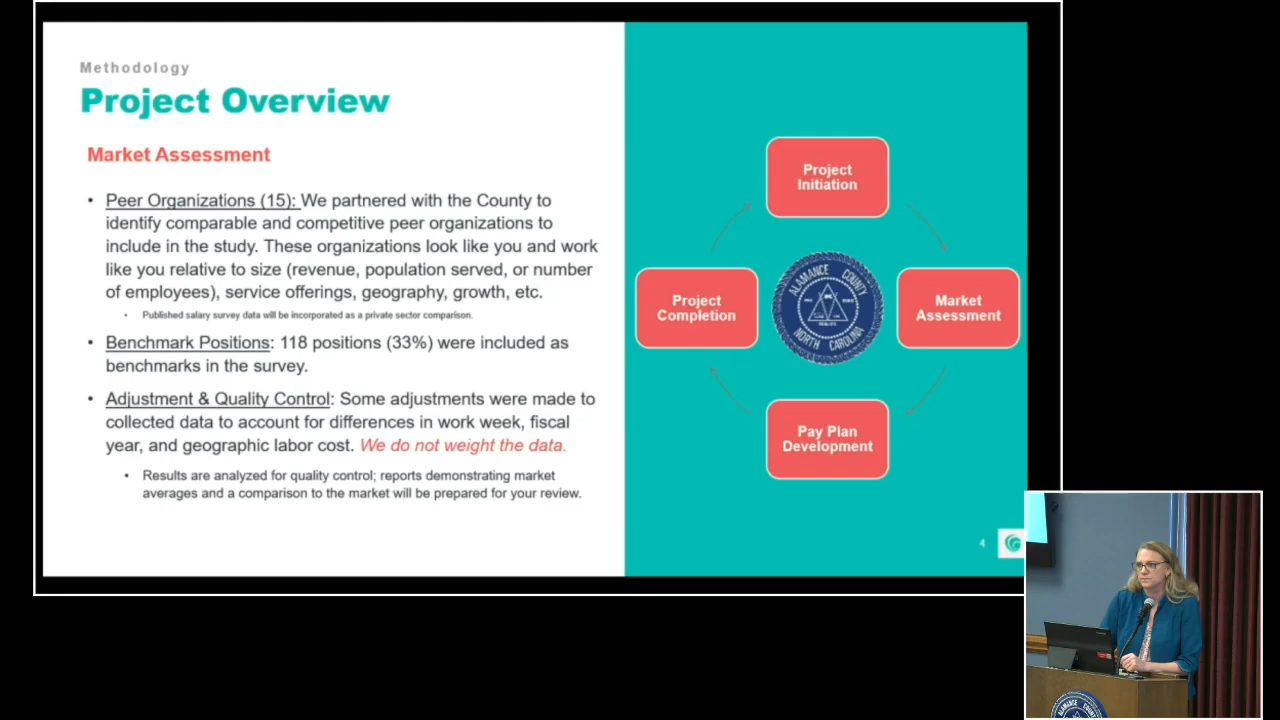 Methodology
Project Overview
Market Assessment
• Peer Organizations (15): We partnered with the County to
identify comparable and competitive peer organizations to
include in the study. These organizations look like you and work
like you relative to size (revenue, population served, or number
of employees), service offerings, geography, growth, etc.
• Published salary survey data will be incorporated as a private sector comparison.
• Benchmark Positions: 118 positions (33%) were included as
benchmarks in the survey.
• Adjustment & Quality Control: Some adjustments were made to
collected data to account for differences in work week, fiscal
year, and geographic labor cost. We do not weight the data.
• Results are analyzed for quality control; reports demonstrating market
averages and a comparison to the market will be prepared for your review.
Project
Initiation
Project
Completion
ALAMANCE COUNTY
NORTH CAROLINA
Market
Assessment
Pay Plan
Development
4
ALAMANCE